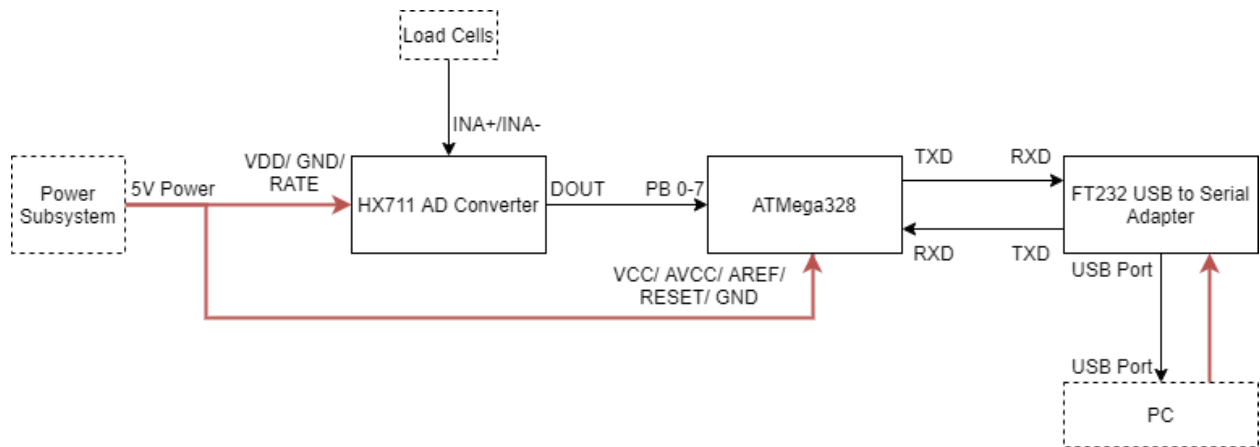 Load Cells
INA+/INA-
Power
Subsystem
5V Power
VDD/ GND/
RATE
HX711 AD Converter
DOUT
PB 0-7
ATMega328
TXD
RXD
RXD
TXD
FT232 USB to Serial
Adapter
VCC/ AVCC/ AREF/
RESET/ GND
USB Port
USB Port
PC